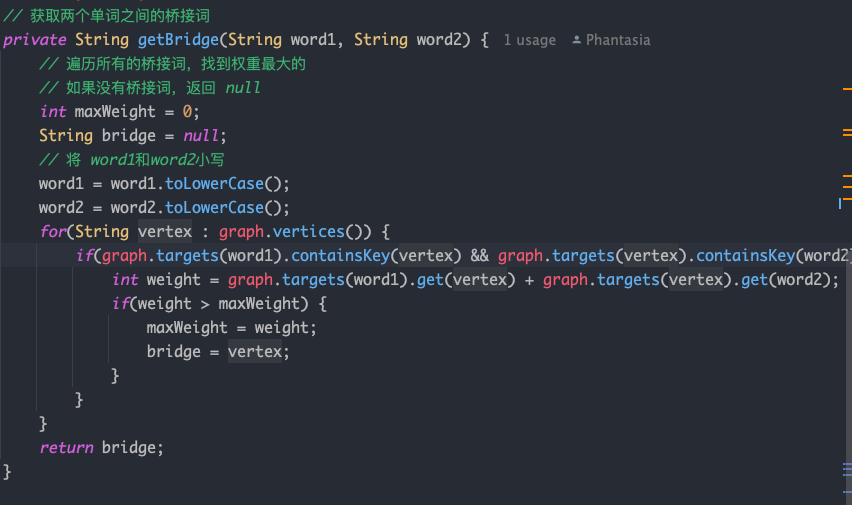 // 获取两个单词之间的桥接词
private String getBridge(String word1, String word2) { 1 usage Phantasia
// 遍历所有的桥接词，找到权重最大的
// 如果没有桥接词，返回 null
int maxWeight = 0;
String bridge = null;
// 将 word1和word2小写
word1 = word1.toLowerCase();
word2 = word2.toLowerCase();
for(String vertex : graph.vertices()) {
if(graph.targets(word1).containsKey(vertex) && graph.targets(vertex).containsKey(word2
int weight = graph.targets(word1).get(vertex) + graph.targets(vertex).get(word2);
if(weight > maxWeight) {
maxWeight = weight;
bridge = vertex;
}
}
}
return bridge;
}